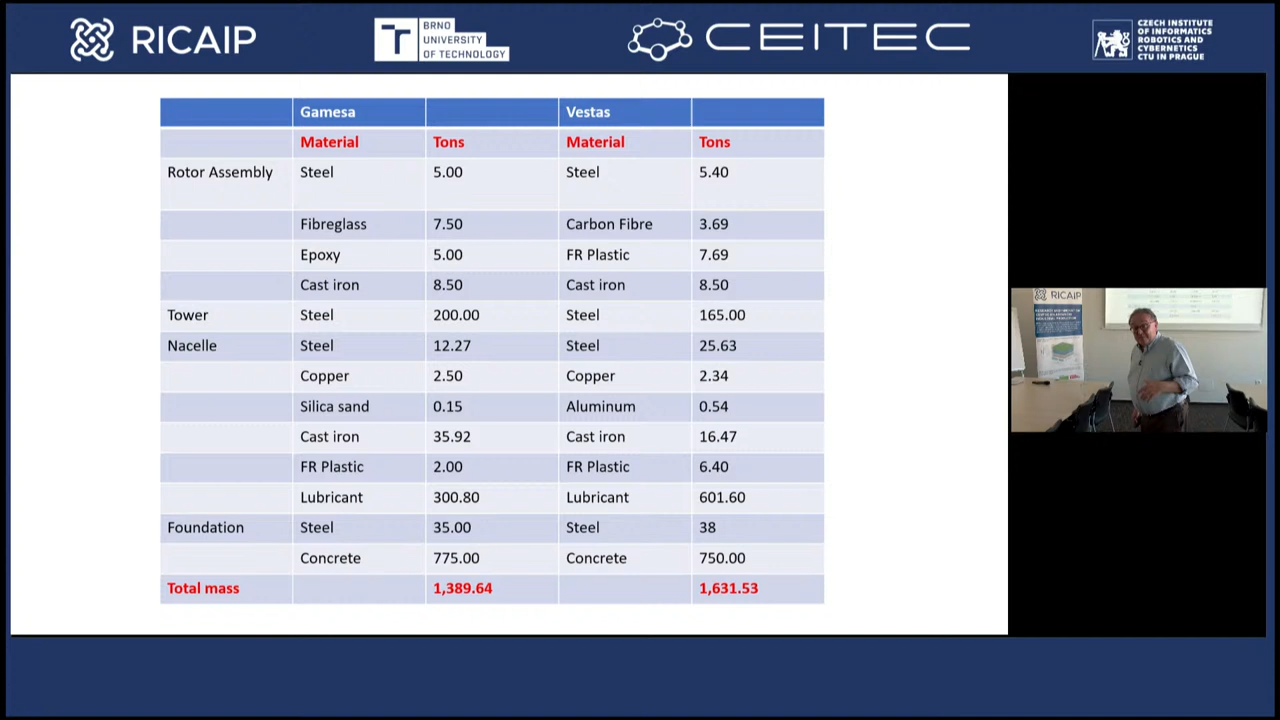 RICAIP
BRNO
UNIVERSITY
OF TECHNOLOGY
CEITEC
CZECH INSTITUTE
OF INFORMATICS
ROBOTICS AND
CYBERNETICS
CTU IN PRAGUE
Gamesa Vestas
Material Tons Material Tons
Rotor Assembly Steel 5.00 Steel 5.40
Fibreglass 7.50 Carbon Fibre 3.69
Epoxy 5.00 FR Plastic 7.69
Cast iron 8.50 Cast iron 8.50
Tower Steel 200.00 Steel 165.00
Nacelle Steel 12.27 Steel 25.63
Copper 2.50 Copper 2.34
Silica sand 0.15 Aluminum 0.54
Cast iron 35.92 Cast iron 16.47
FR Plastic 2.00 FR Plastic 6.40
Lubricant 300.80 Lubricant 601.60
Foundation Steel 35.00 Steel 38
Concrete 775.00 Concrete 750.00
Total mass 1,389.64 1,631.53
RICAIP